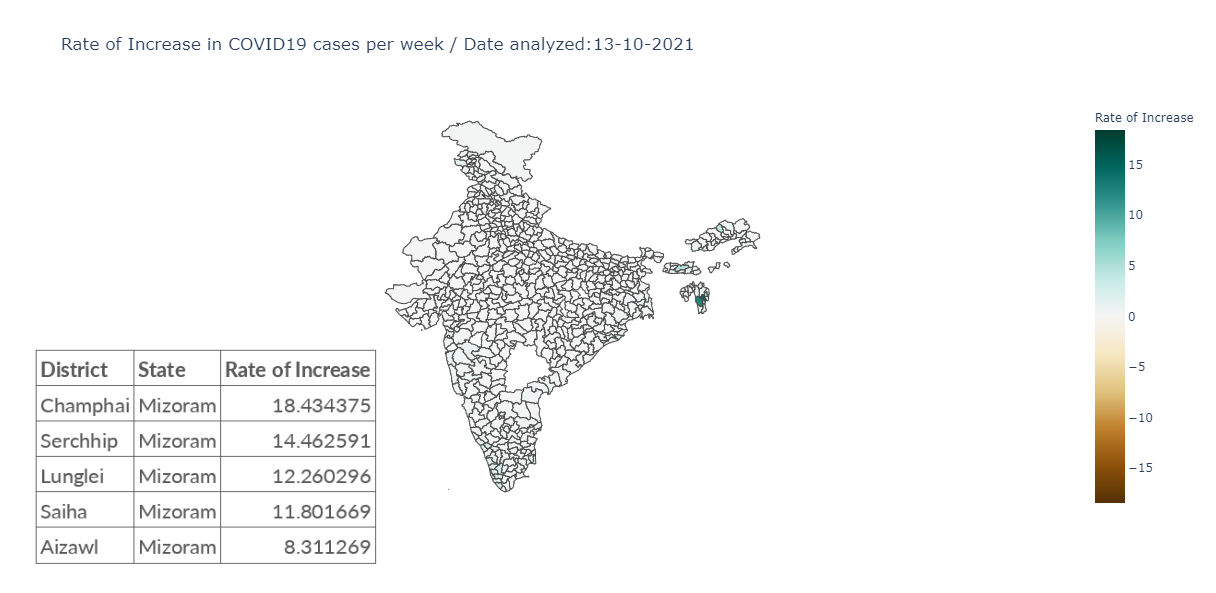 Rate of Increase in COVID19 cases per week / Date analyzed:13-10-2021
Rate of Increase
15
10
5
0
−5
−10
−15
District State Rate of Increase
Champhai Mizoram 18.434375
Serchhip Mizoram 14.462591
Lunglei Mizoram 12.260296
Saiha Mizoram 11.801669
Aizawl Mizoram 8.311269